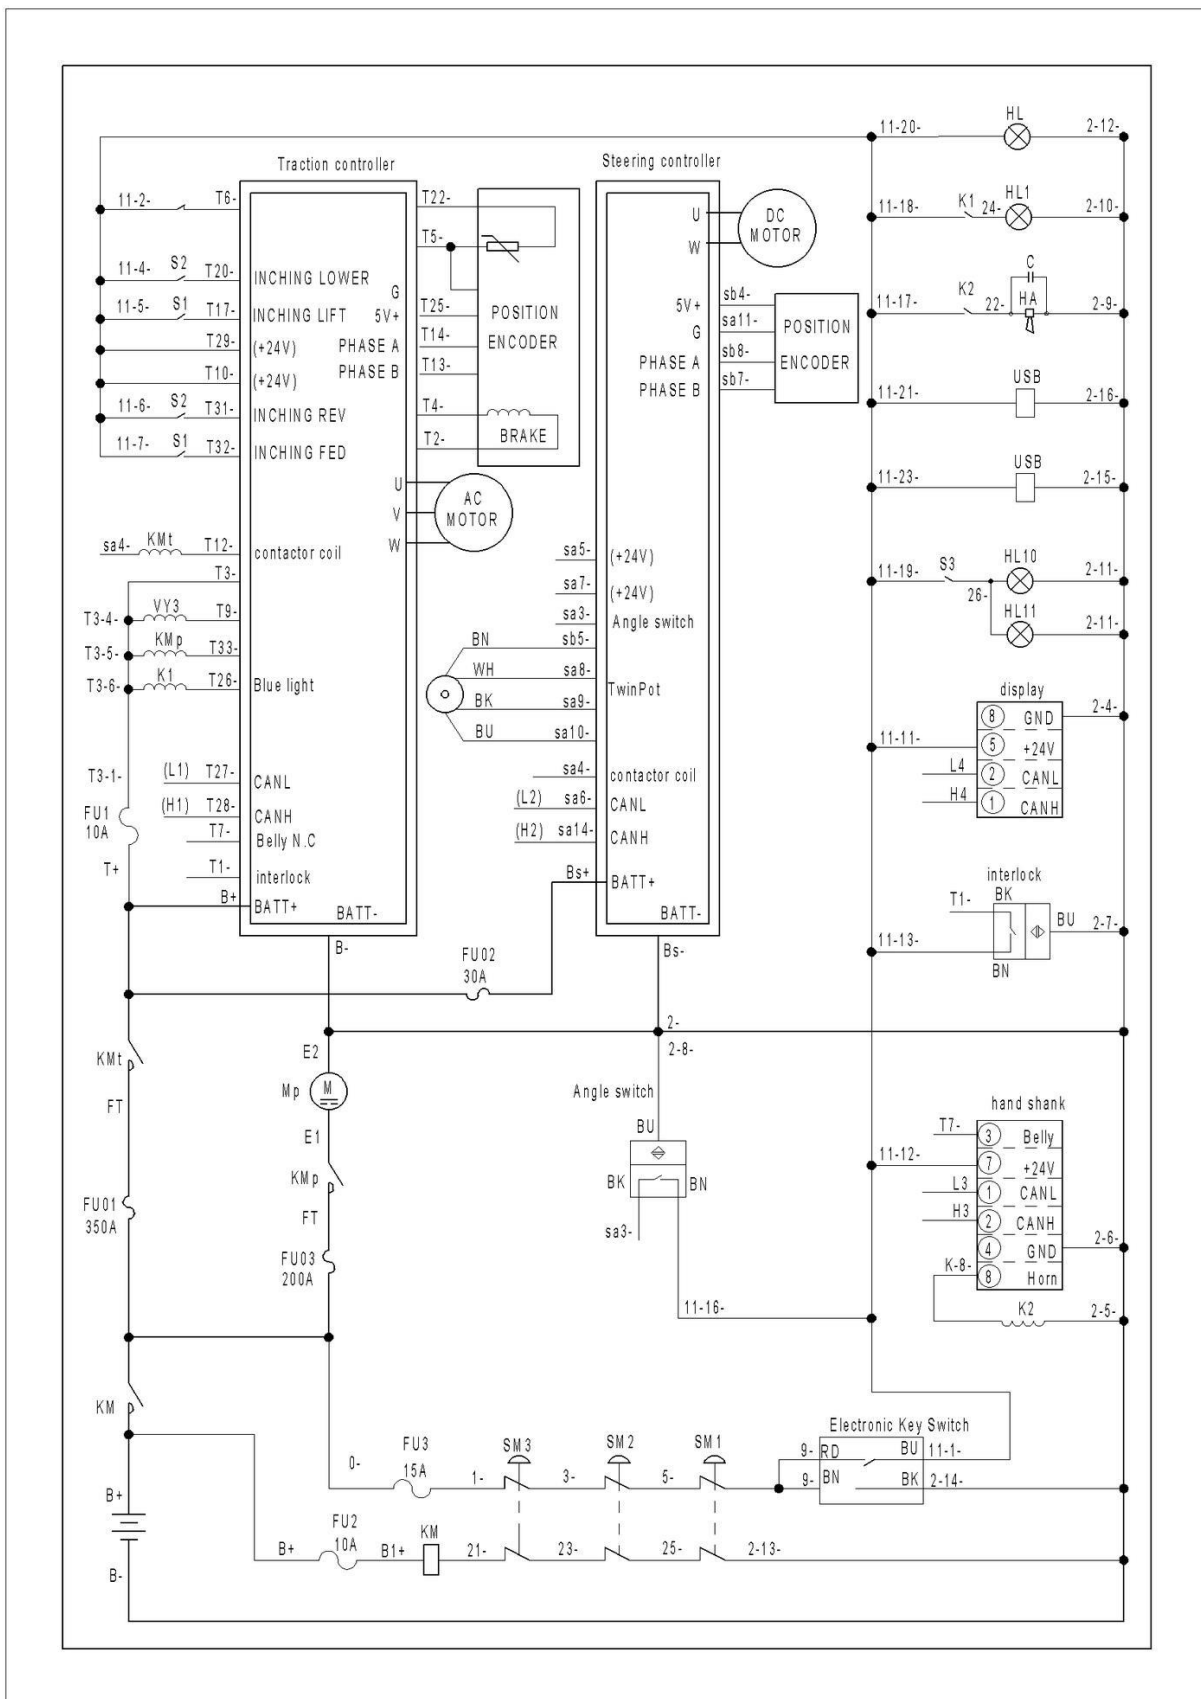 HL
11-20-
2-12-
Traction controller
Steering controller
11-2-
T6-
T22-
T5-
U
W
DC
MOTOR
K1
11-18-
24-
HL1
2-10-
11-4-
S2
T20-
INCHING LOWER
G
11-5-
S1
T17-
INCHING LIFT
5V+
T25-
POSITION
ENCODER
T29-
(+24V)
PHASE A
T14-
T10-
(+24V)
PHASE B
T13-
5V+
sb4-
G
sa11-
PHASE A
sb8-
PHASE B
sb7-
POSITION
ENCODER
C
HA
K2
11-17-
22-
2-9-
11-6-
S2
T31-
INCHING REV
T4-
BRAKE
11-7-
S1
T32-
INCHING FED
T2-
USB
11-21-
2-16-
U
V
W
AC
MOTOR
USB
11-23-
2-15-
sa4-
KMt
T12-
contactor coil
T3-
T3-4-
VY3
T9-
T3-5-
KMp
T33-
T3-6-
K1
T26-
Blue light
sa5-
(+24V)
sa7-
(+24V)
sa3-
Angle switch
BN
sb5-
WH
sa8-
TwinPot
BK
sa9-
BU
sa10-
sa4-
contactor coil
11-19-
S3
26-
HL10
2-11-
HL11
2-11-
display
8
GND
2-4-
11-11-
5
+24V
L4
2
CANL
H4
1
CANH
T3-1-
FU1
10A
T+
(L1)
T27-
CANL
(H1)
T28-
CANH
T7-
Belly N.C
T1-
interlock
B+
BATT+
BATT-
B-
(L2)
sa6-
CANL
(H2)
sa14-
CANH
Bs+
BATT+
BATT-
Bs-
FU02
30A
interlock
T1-
BK
BU
2-7-
11-13-
BN
2-
2-8-
KMt
FT
FU01
350A
E2
Mp
M
E1
KMp
FT
FU03
200A
Angle switch
BU
BK
BN
sa3-
11-16-
hand shank
T7-
3
Belly
11-12-
7
+24V
L3
1
CANL
H3
2
CANH
4
GND
2-6-
K-8-
8
Horn
K2
2-5-
KM
Electronic Key Switch
0-
FU3
15A
1-
SM3
3-
SM2
5-
SM1
9-
RD
BU
11-1-
9-
BN
BK
2-14-
B+
B-
B+
FU2
10A
B1+
KM
21-
23-
25-
2-13-